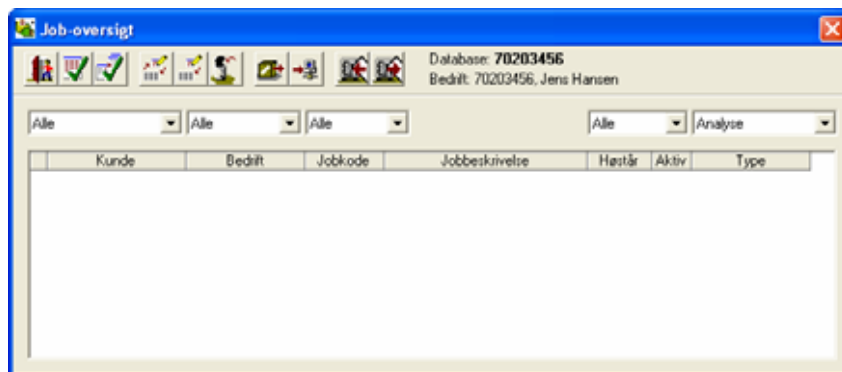 Job-oversigt
Database: 70203456
Bedrift: 70203456, Jens Hansen
Alle Alle Alle Alle Analyse
Kunde Bedrift Jobkode Jobbeskrivelse Høstår Aktiv Type